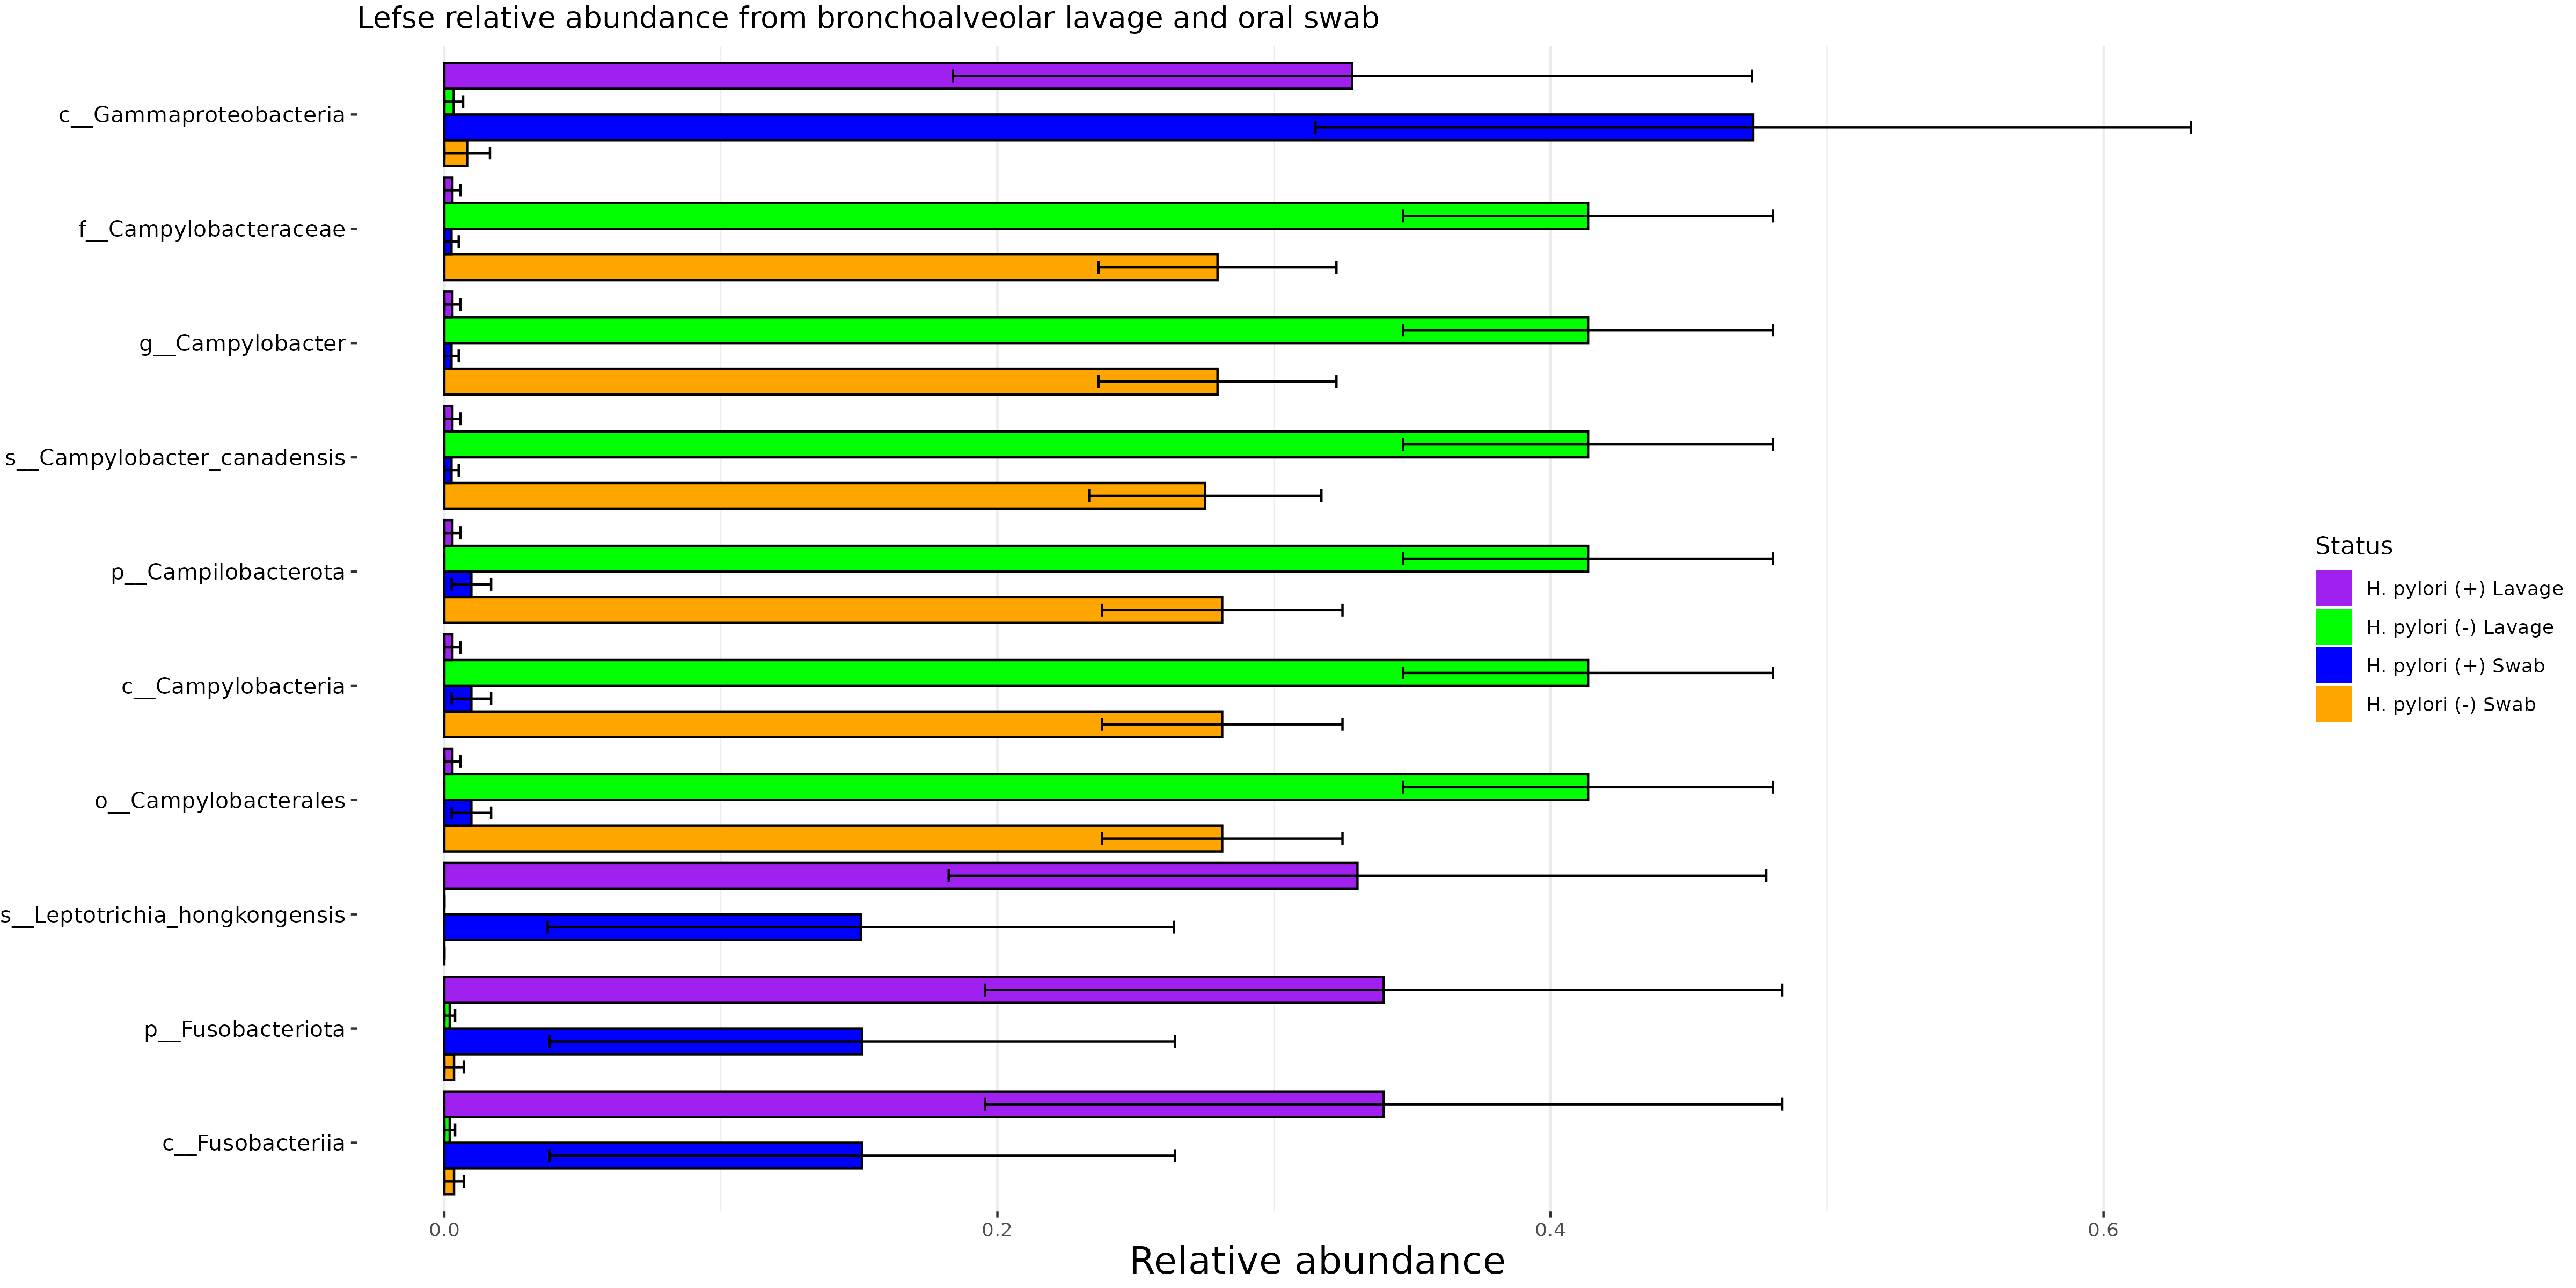 Lefse relative abundance from bronchoalveolar lavage and oral swab
c__Gammaproteobacteria
f__Campylobacteraceae
g__Campylobacter
s__Campylobacter_canadensis
p__Campilobacterota
c__Campylobacteria
o__Campylobacterales
s__Leptotrichia_hongkongensis
p__Fusobacteriota
c__Fusobacteriia
0.0 0.2 0.4 0.6
Relative abundance
Status
H. pylori (+) Lavage
H. pylori (-) Lavage
H. pylori (+) Swab
H. pylori (-) Swab